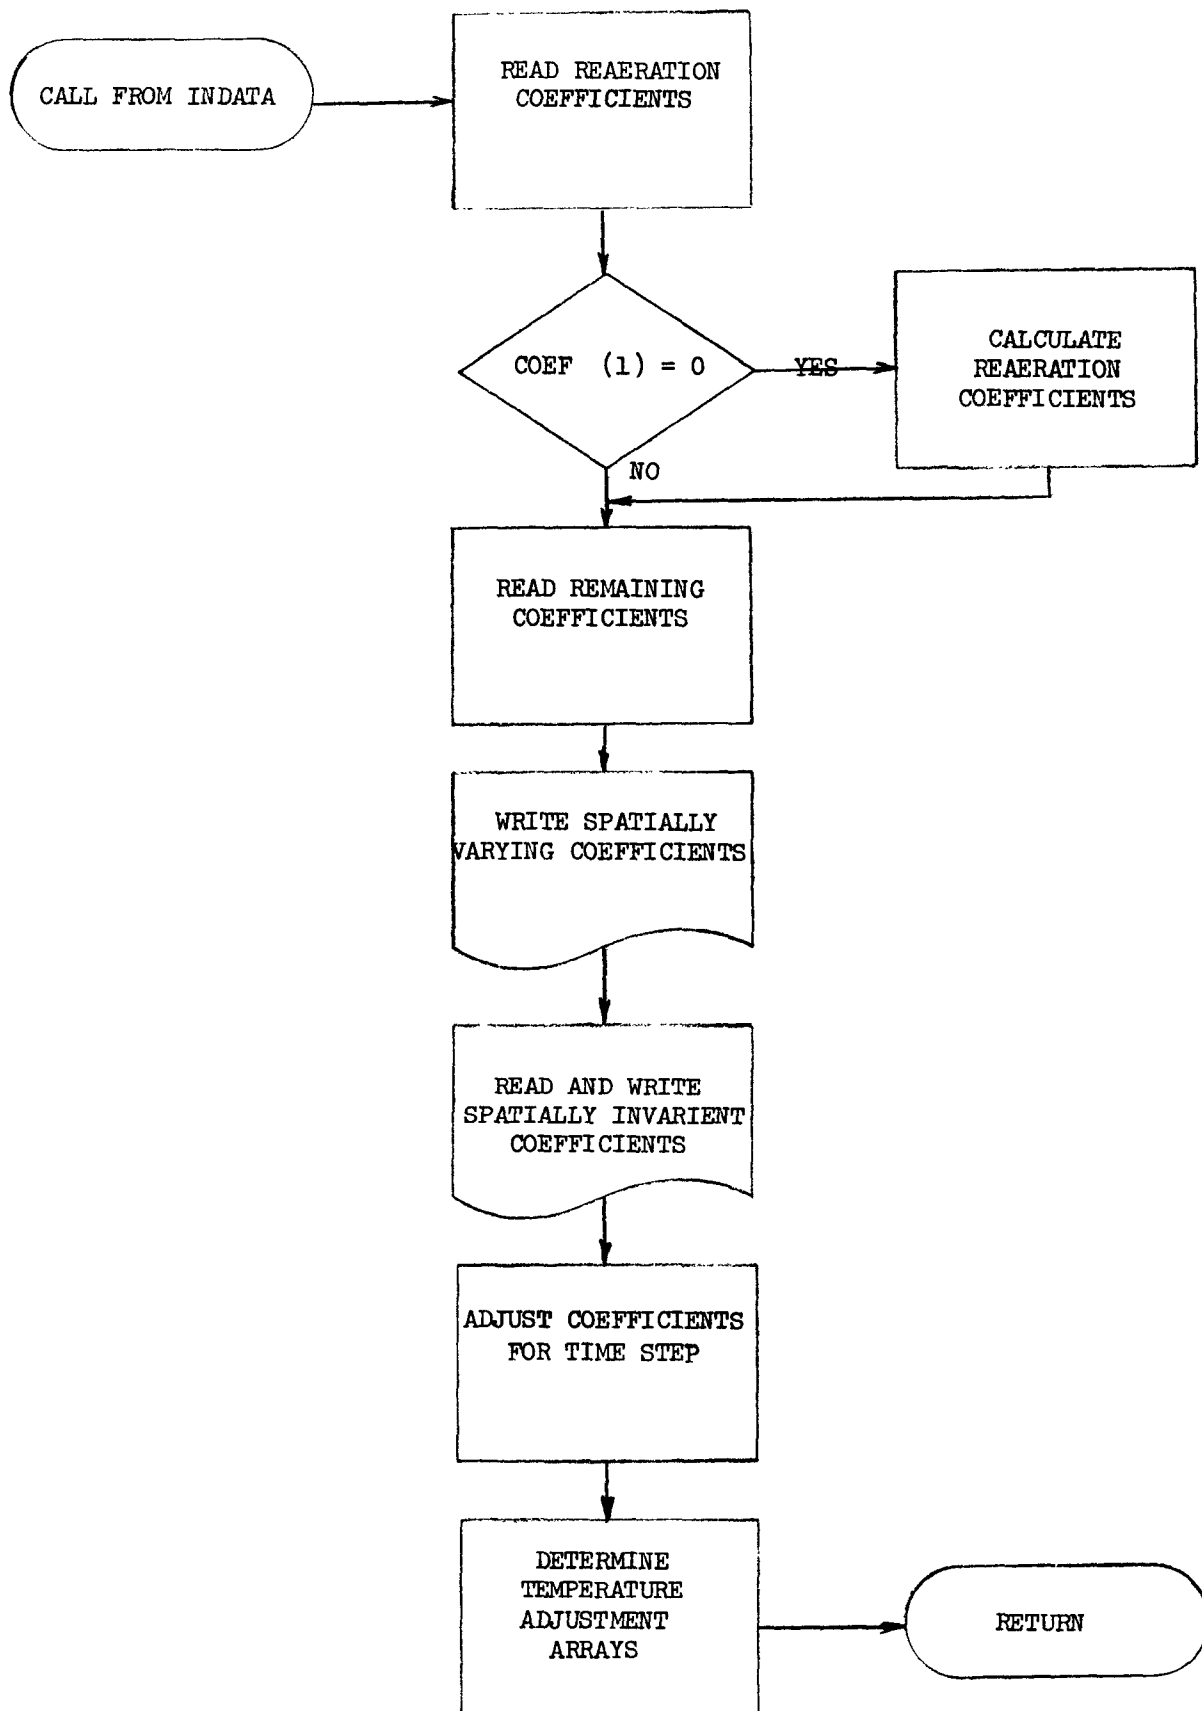 CALL FROM INDATA
READ REAERATION
COEFFICIENTS
COEF (1) = 0
YES
CALCULATE
REAERATION
COEFFICIENTS
NO
READ REMAINING
COEFFICIENTS
WRITE SPATIALLY
VARYING COEFFICIENTS
READ AND WRITE
SPATIALLY INVARIENT
COEFFICIENTS
ADJUST COEFFICIENTS
FOR TIME STEP
DETERMINE
TEMPERATURE
ADJUSTMENT
ARRAYS
RETURN